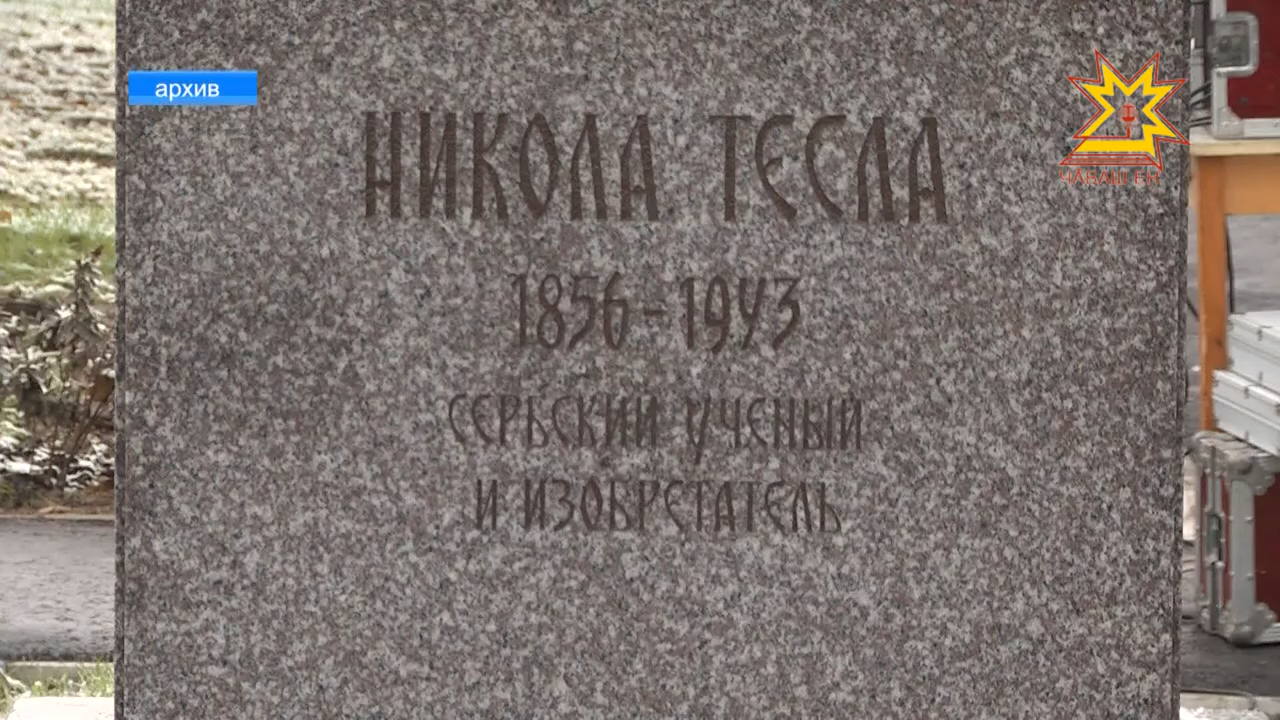 архив
НИКОЛА ТЕСЛА
1856-1943
СЕРБСКИЙ УЧЕНЫЙ
И ИЗОБРЕТАТЕЛЬ
ЧӐВАШ ЕН